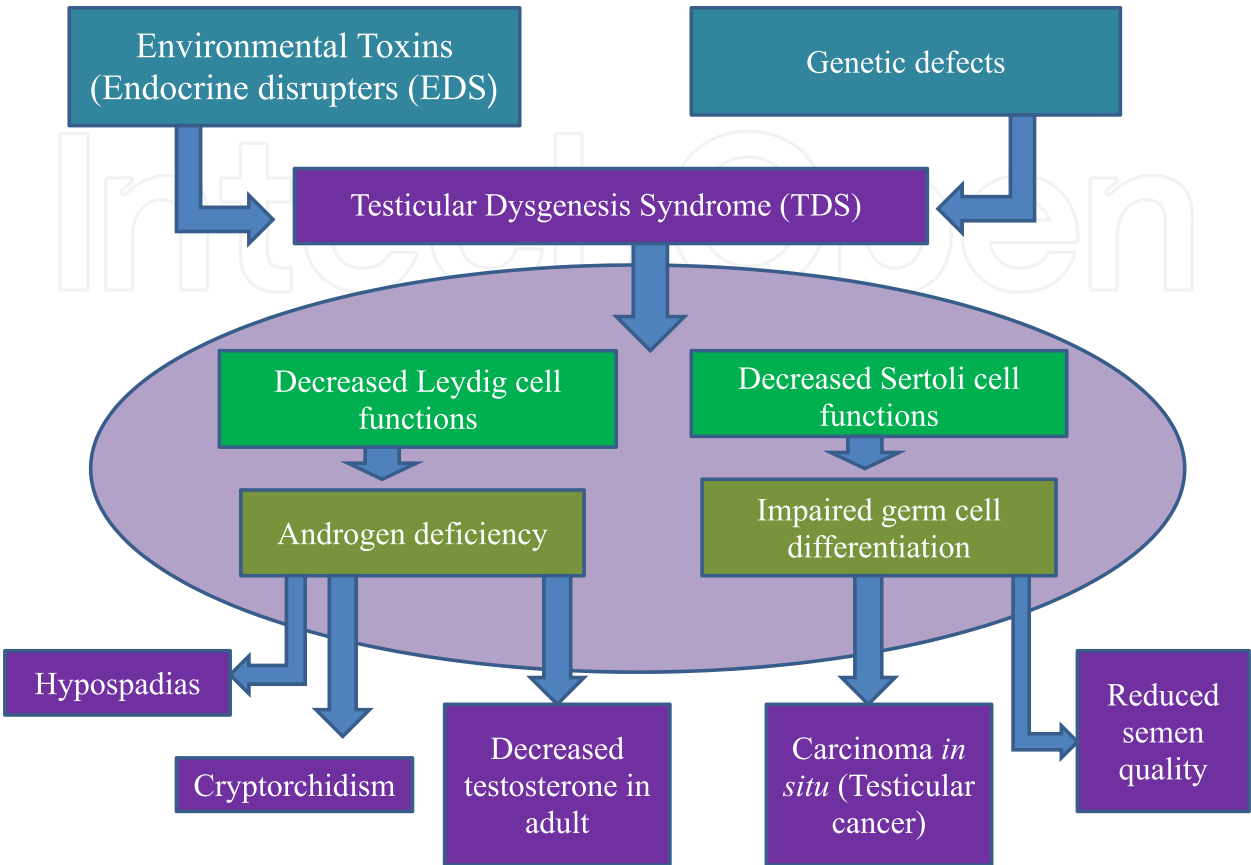 Environmental Toxins
(Endocrine disrupters (EDS)
Genetic defects
Testicular Dysgenesis Syndrome (TDS)
Decreased Leydig cell
functions
Decreased Sertoli cell
functions
Androgen deficiency
Impaired germ cell
differentiation
Hypospadias
Cryptorchidism
Decreased
testosterone in
adult
Carcinoma in
situ (Testicular
cancer)
Reduced
semen
quality
IntechOpen